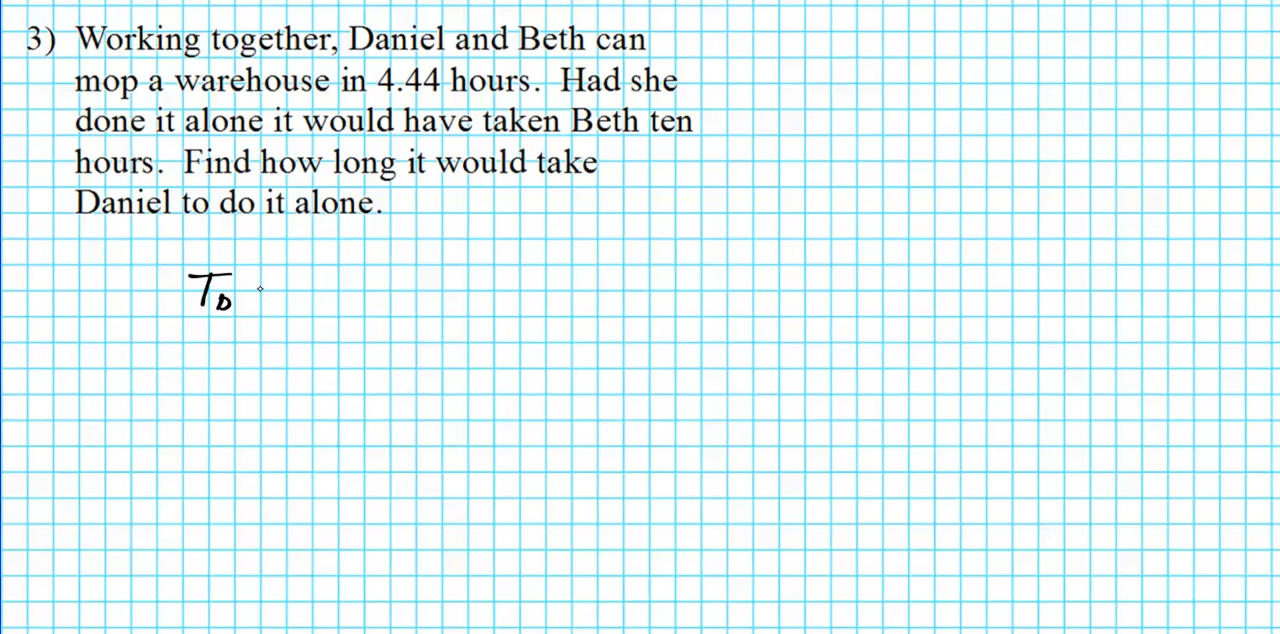 3) Working together, Daniel and Beth can
mop a warehouse in 4.44 hours. Had she
done it alone it would have taken Beth ten
hours. Find how long it would take
Daniel to do it alone.
T_D